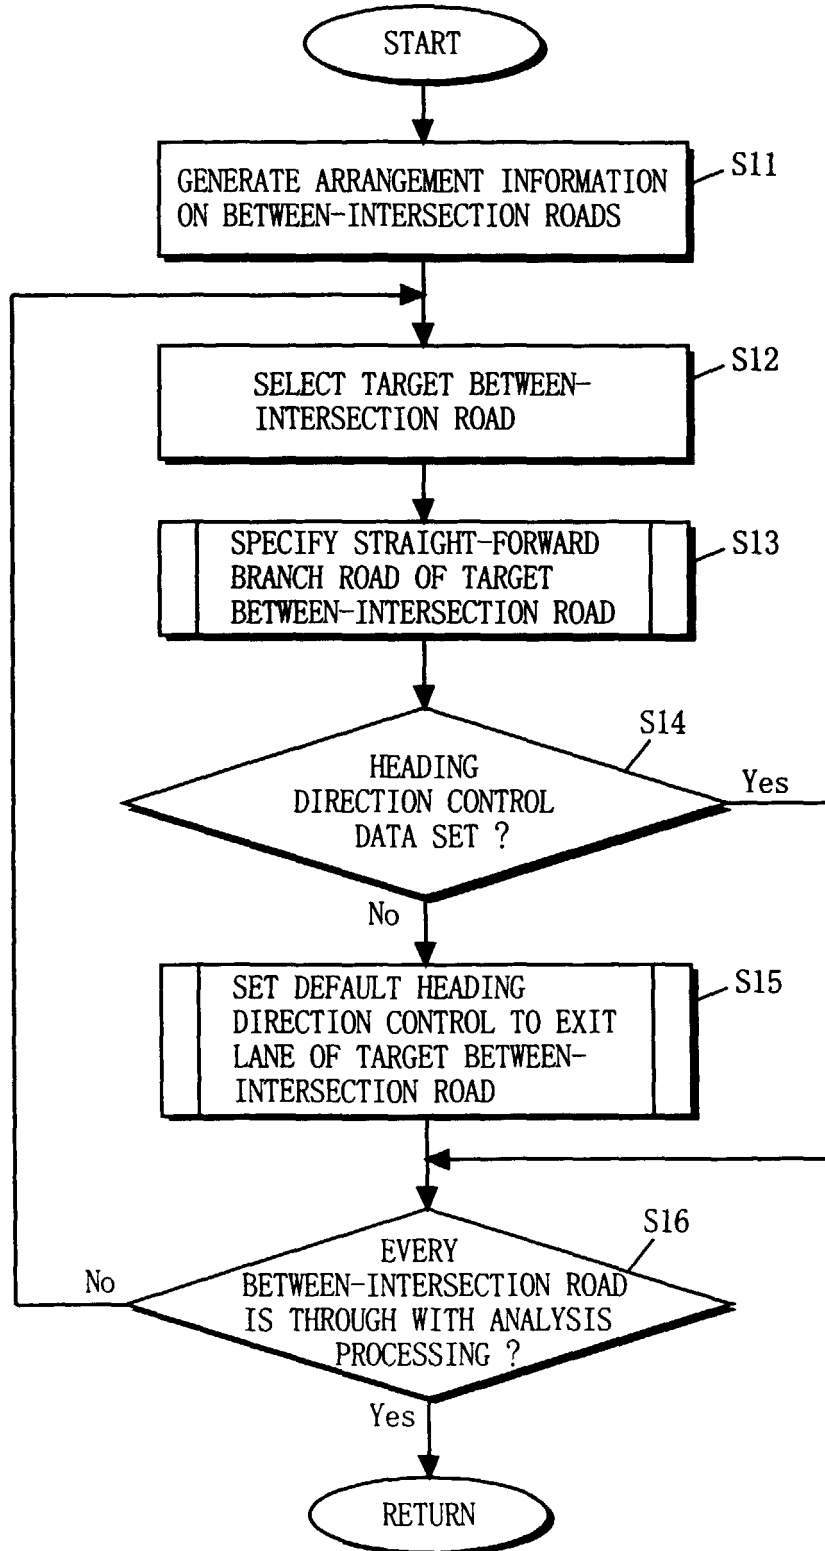 START
S11
GENERATE ARRANGEMENT INFORMATION
ON BETWEEN-INTERSECTION ROADS
S12
SELECT TARGET BETWEEN-
INTERSECTION ROAD
S13
SPECIFY STRAIGHT-FORWARD
BRANCH ROAD OF TARGET
BETWEEN-INTERSECTION ROAD
S14
HEADING
DIRECTION CONTROL
DATA SET ?
Yes
No
S15
SET DEFAULT HEADING
DIRECTION CONTROL TO EXIT
LANE OF TARGET BETWEEN-
INTERSECTION ROAD
S16
EVERY
BETWEEN-INTERSECTION ROAD
IS THROUGH WITH ANALYSIS
PROCESSING ?
No
Yes
RETURN